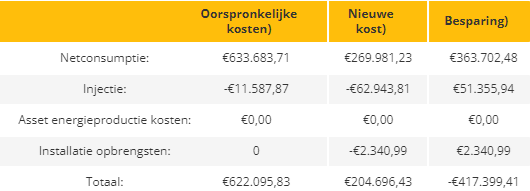 Oorspronkelijke kosten) Nieuwe kost) Besparing)
Netconsumptie: €633.683,71 €269.981,23 €363.702,48
Injectie: -€11.587,87 -€62.943,81 €51.355,94
Asset energieproductie kosten: €0,00 €0,00 €0,00
Installatie opbrengsten: 0 -€2.340,99 €2.340,99
Totaal: €622.095,83 €204.696,43 -€417.399,41